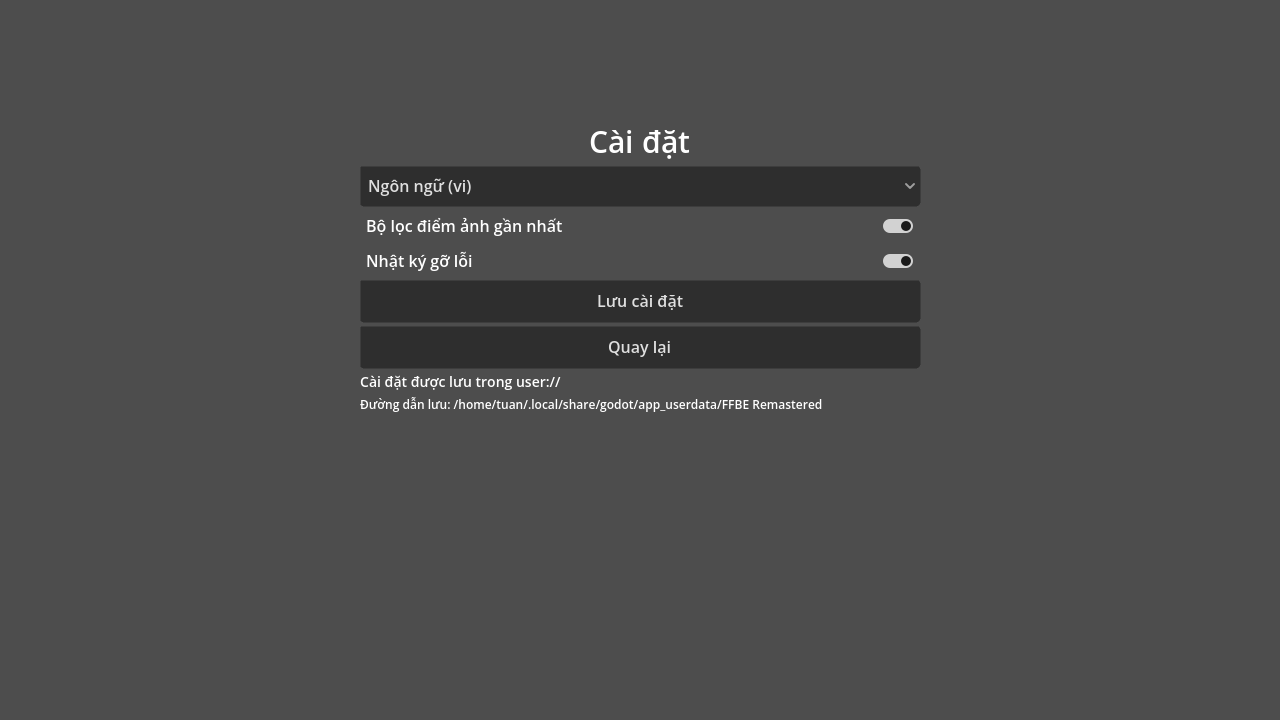 Cài đặt
Ngôn ngữ (vi)
Bộ lọc điểm ảnh gần nhất
Nhật ký gỡ lỗi
Lưu cài đặt
Quay lại
Cài đặt được lưu trong user://
Đường dẫn lưu: /home/tuan/.local/share/godot/app_userdata/FFBE Remastered